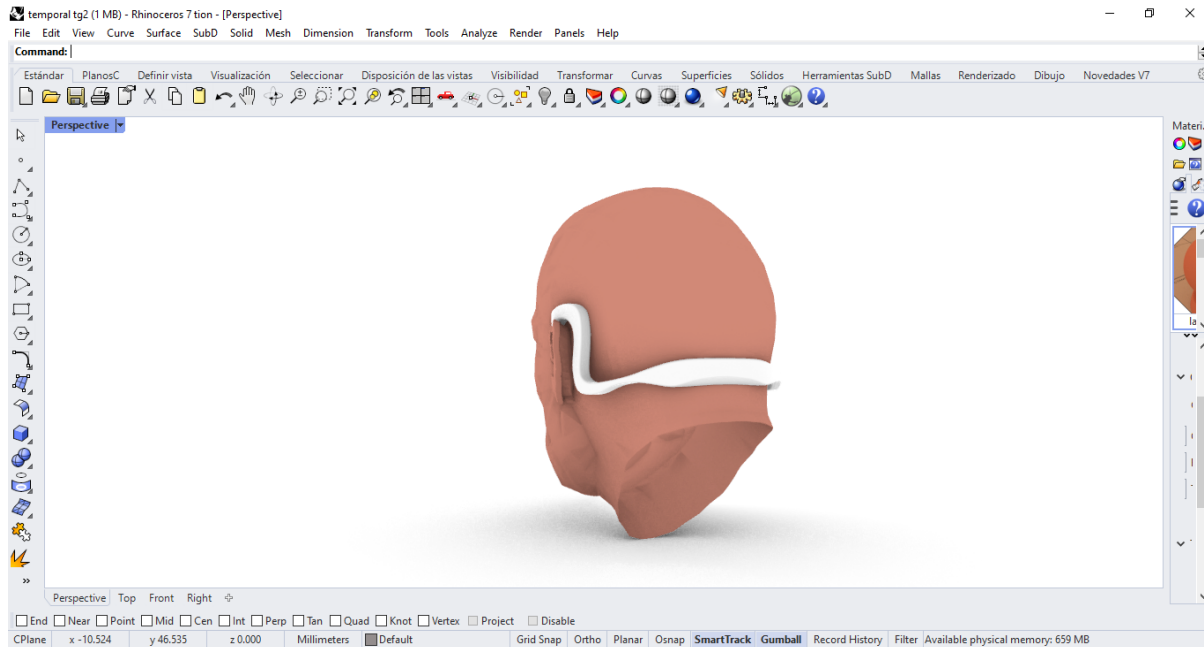 temporal tg2 (1 MB) - Rhinoceros 7 tion - [Perspective]
File Edit View Curve Surface SubD Solid Mesh Dimension Transform Tools Analyze Render Panels Help
Command:
Estándar PlanosC Definir vista Visualización Seleccionar Disposición de las vistas Visibilidad Transformar Curvas Superficies Sólidos Herramientas SubD Mallas Renderizado Dibujo Novedades V7
Perspective
Materi
la
Perspective Top Front Right
End Near Point Mid Cen Int Perp Tan Quad Knot Vertex Project Disable
CPlane x -10.524 y 46.535 z 0.000 Millimeters Default Grid Snap Ortho Planar Osnap SmartTrack Gumball Record History Filter Available physical memory: 659 MB